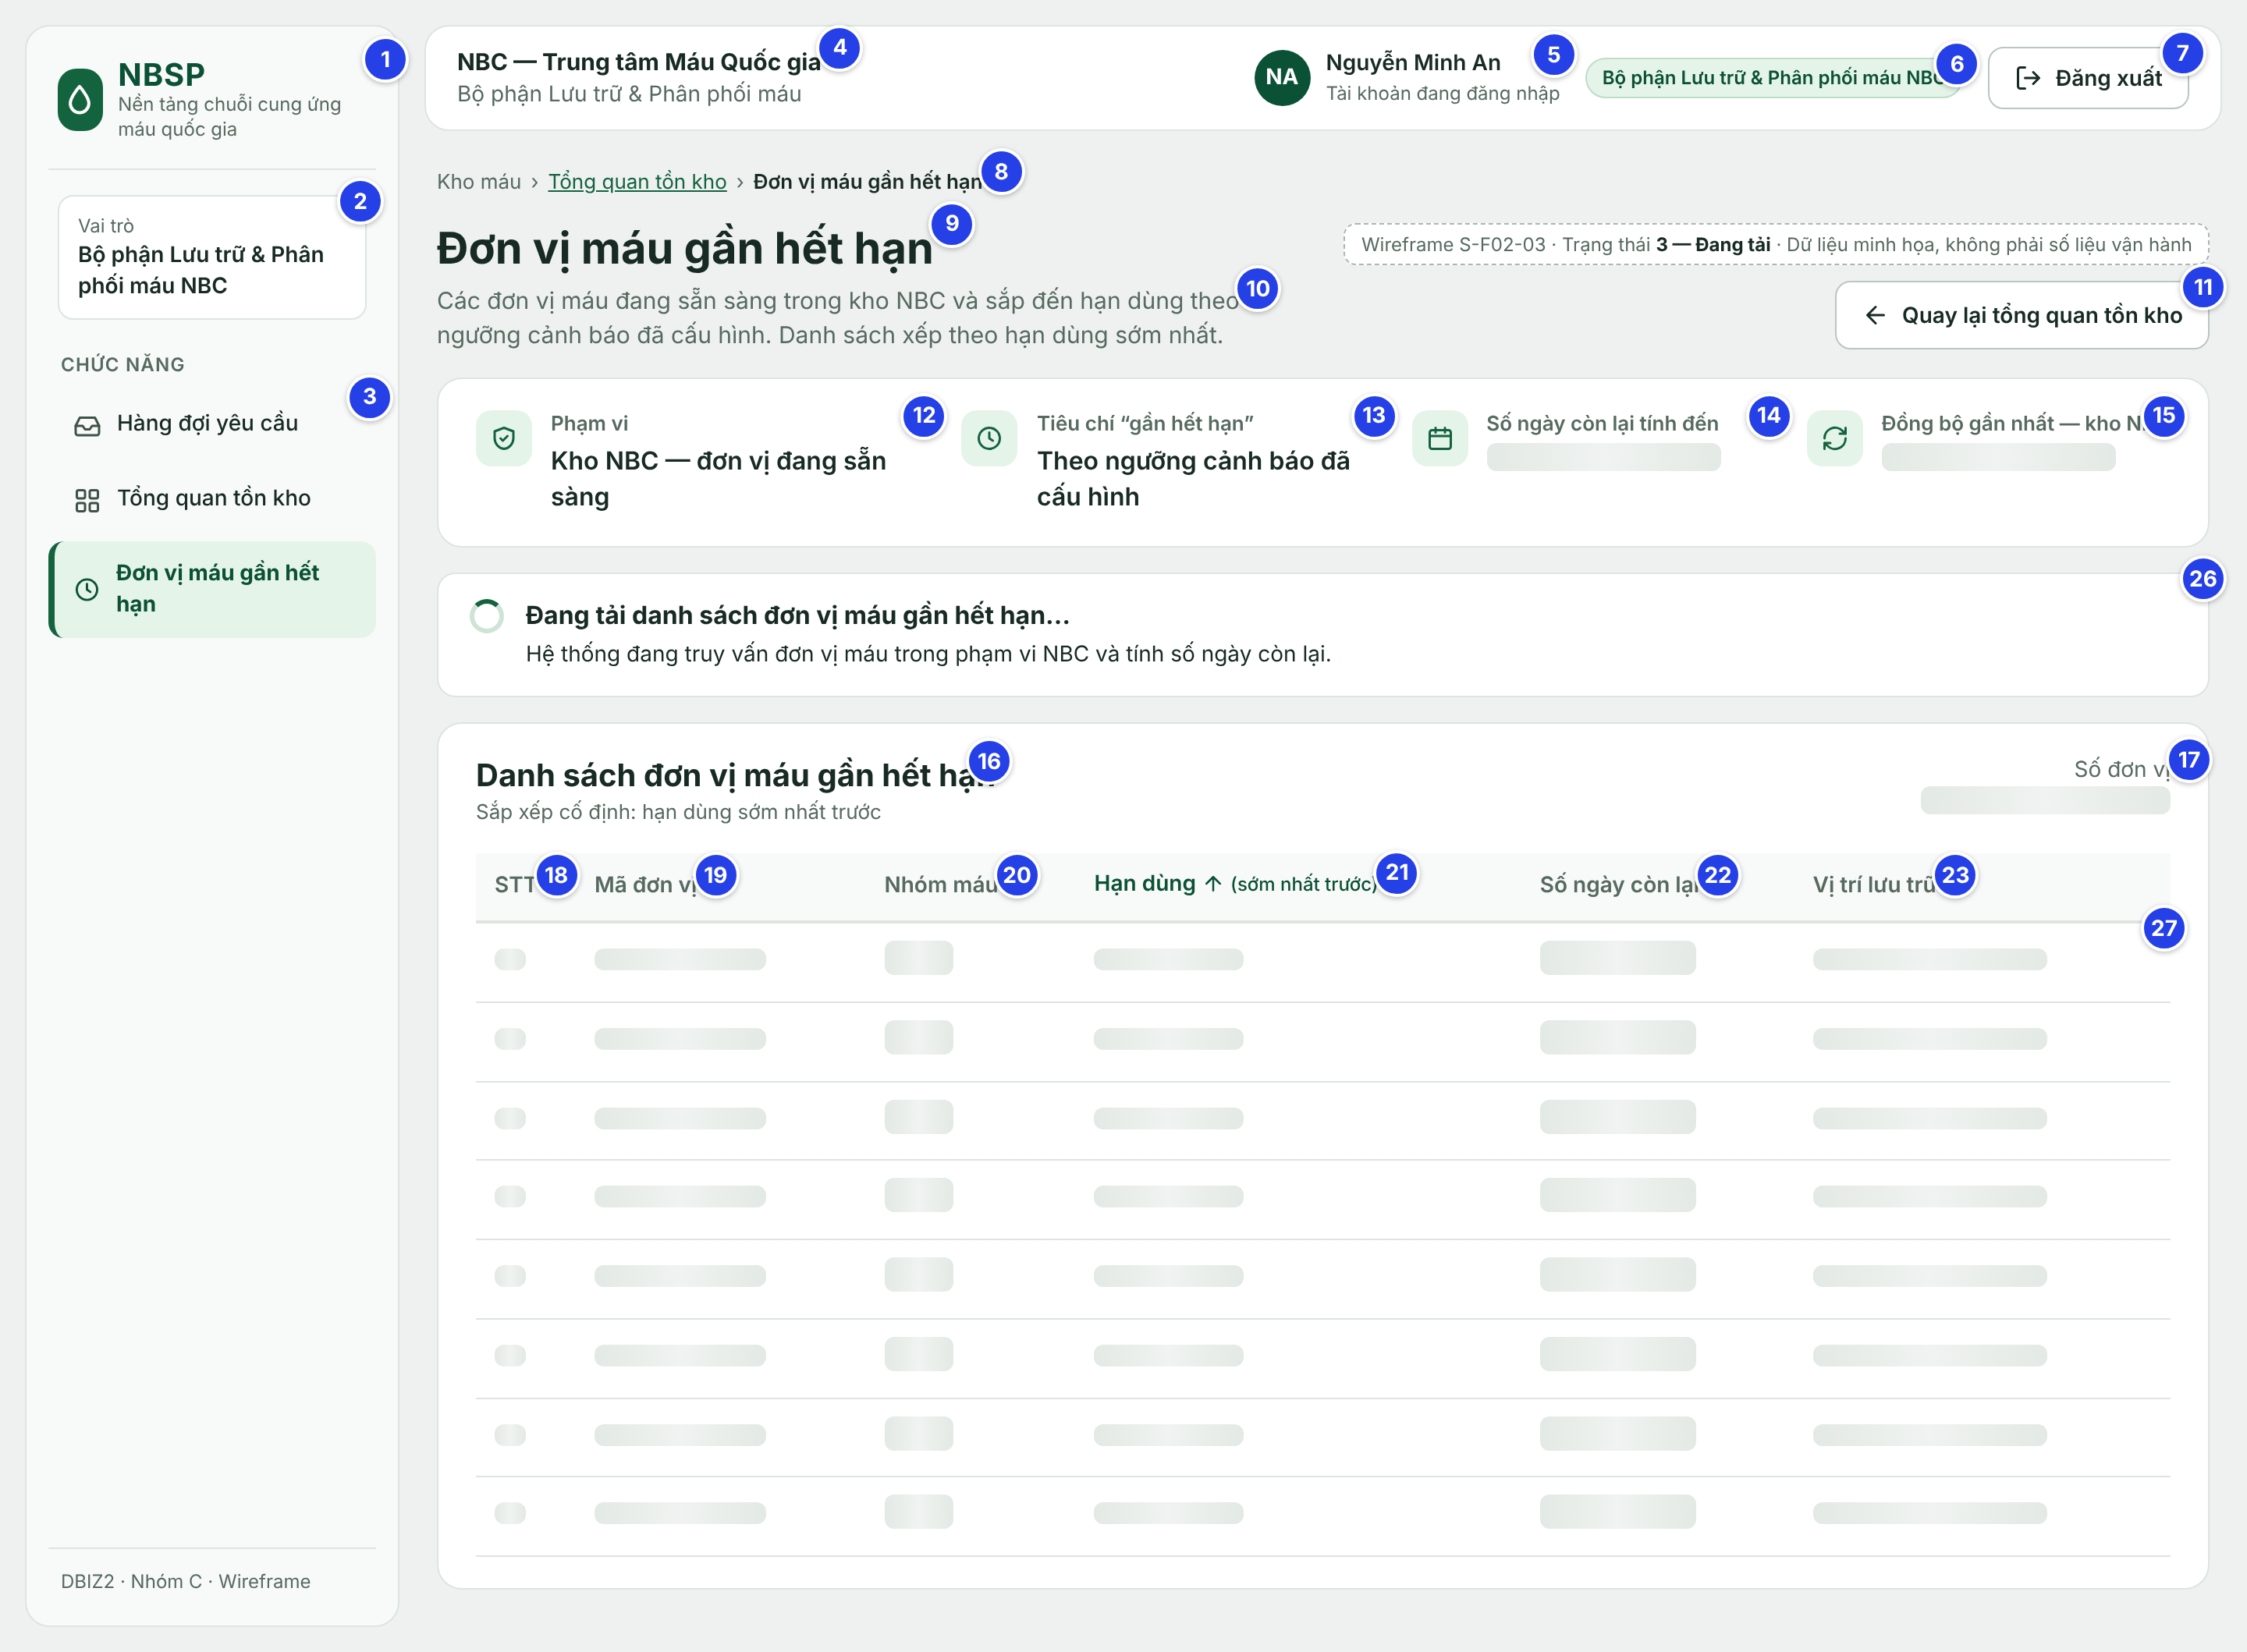 NBSP
Nền tảng chuỗi cung ứng
máu quốc gia
1
Vai trò
Bộ phận Lưu trữ & Phân
phối máu NBC
2
CHỨC NĂNG
3
Hàng đợi yêu cầu
Tổng quan tồn kho
Đơn vị máu gần hết
hạn
DBIZ2 · Nhóm C · Wireframe
NBC — Trung tâm Máu Quốc gia
4
Bộ phận Lưu trữ & Phân phối máu
NA
Nguyễn Minh An
5
Tài khoản đang đăng nhập
Bộ phận Lưu trữ & Phân phối máu NBC
6
Đăng xuất
7
Kho máu › Tổng quan tồn kho › Đơn vị máu gần hết hạn
8
Đơn vị máu gần hết hạn
9
Wireframe S-F02-03 · Trạng thái 3 — Đang tải · Dữ liệu minh họa, không phải số liệu vận hành
Các đơn vị máu đang sẵn sàng trong kho NBC và sắp đến hạn dùng theo
ngưỡng cảnh báo đã cấu hình. Danh sách xếp theo hạn dùng sớm nhất.
10
← Quay lại tổng quan tồn kho
11
Phạm vi
12
Kho NBC — đơn vị đang sẵn
sàng
Tiêu chí “gần hết hạn”
13
Theo ngưỡng cảnh báo đã
cấu hình
Số ngày còn lại tính đến
14
Đồng bộ gần nhất — kho
15
26
Đang tải danh sách đơn vị máu gần hết hạn...
Hệ thống đang truy vấn đơn vị máu trong phạm vi NBC và tính số ngày còn lại.
Danh sách đơn vị máu gần hết hạn
16
Sắp xếp cố định: hạn dùng sớm nhất trước
Số đơn vị
17
STT
18
Mã đơn vị
19
Nhóm máu
20
Hạn dùng ↑ (sớm nhất trước)
21
Số ngày còn lại
22
Vị trí lưu trữ
23
27